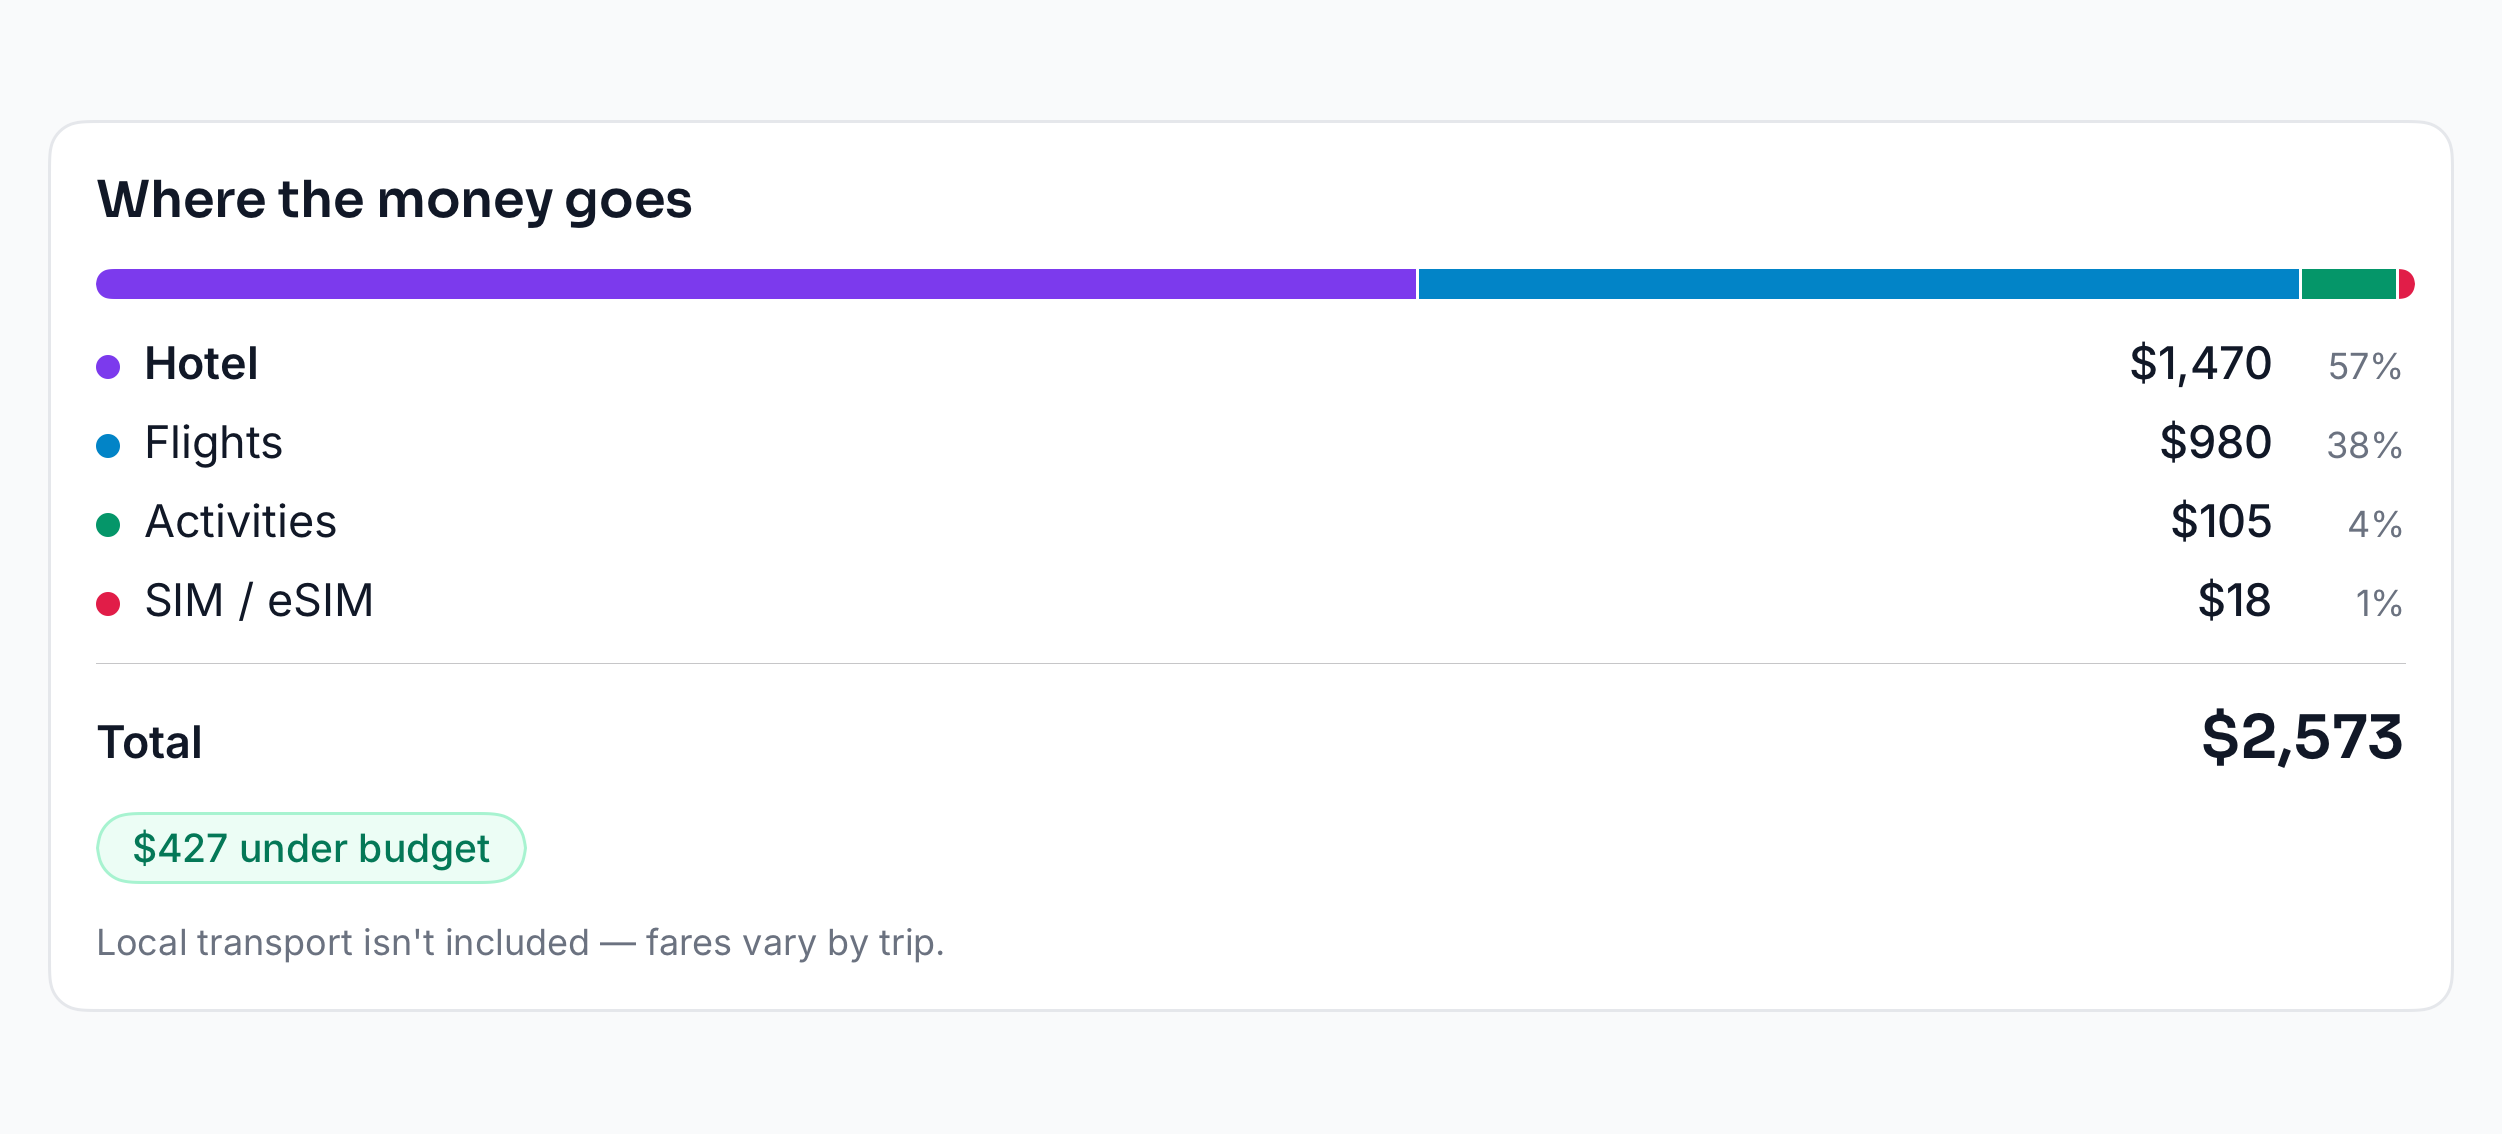 Where the money goes
Hotel $1,470 57%
Flights $980 38%
Activities $105 4%
SIM / eSIM $18 1%
Total $2,573
$427 under budget
Local transport isn't included — fares vary by trip.